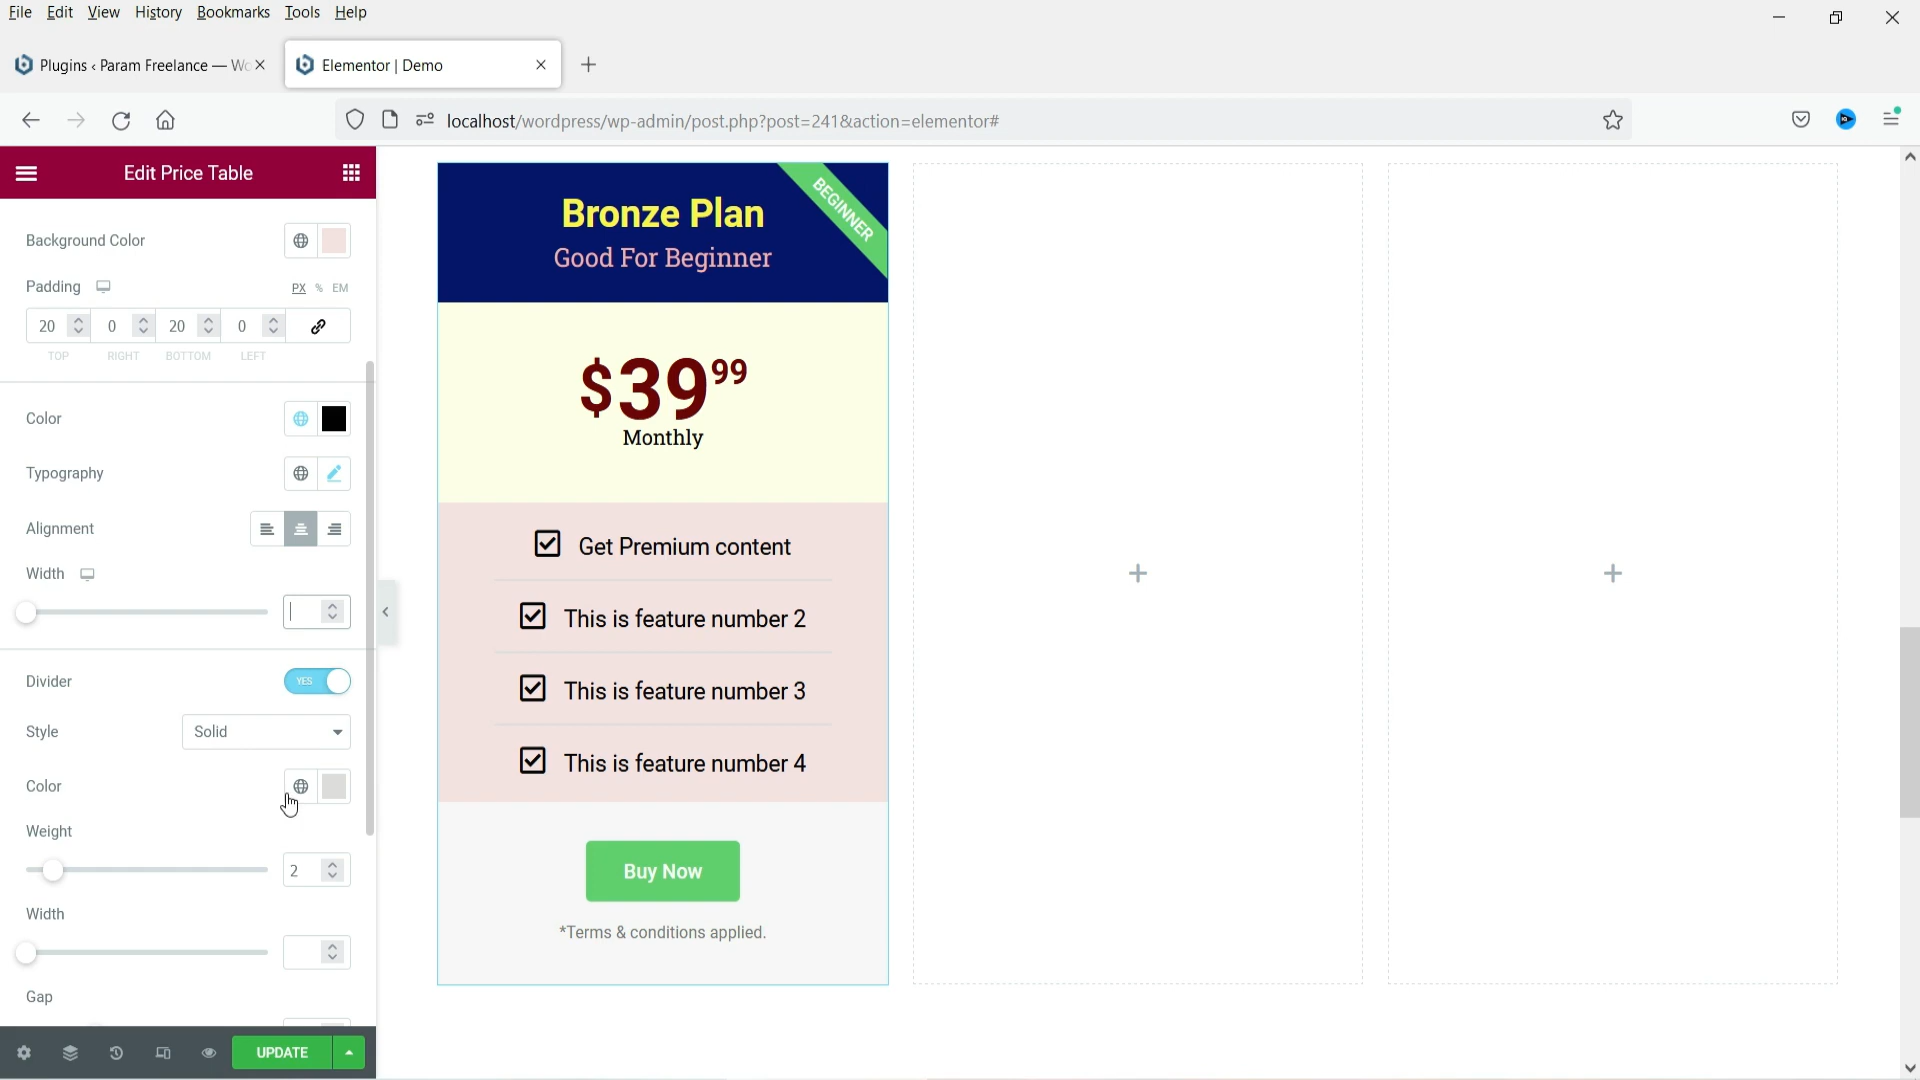 File Edit View History Bookmarks Tools Help
Plugins ‹ Param Freelance — Wo
Elementor | Demo
localhost/wordpress/wp-admin/post.php?post=241&action=elementor#
Edit Price Table
Background Color
Padding PX % EM
20 0 20 0
TOP RIGHT BOTTOM LEFT
Color
Typography
Alignment
Width
Divider YES
Style Solid
Color
Weight
2
Width
Gap
UPDATE
BEGINNER
Bronze Plan
Good For Beginner
$39 99
Monthly
Get Premium content
This is feature number 2
This is feature number 3
This is feature number 4
Buy Now
*Terms & conditions applied.